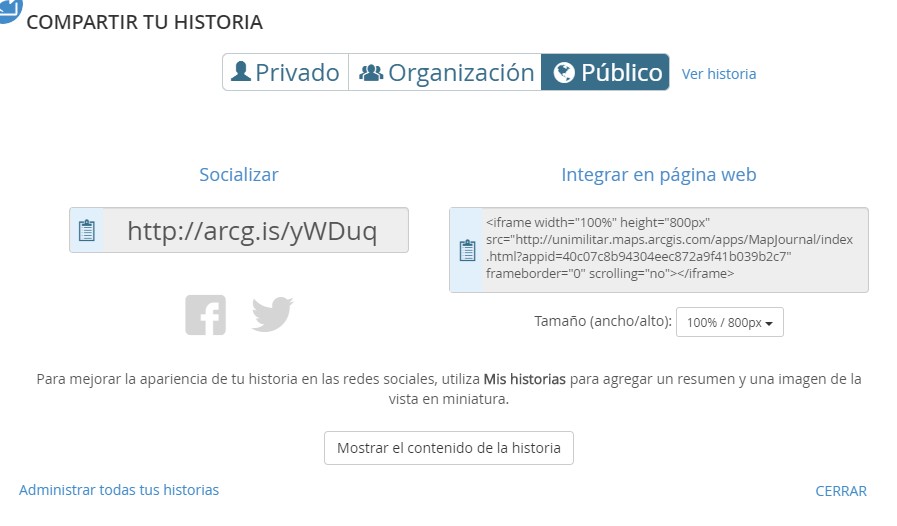 COMPARTIR TU HISTORIA
Privado Organización Público Ver historia
Socializar
http://arcg.is/yWDuq
Integrar en página web
<iframe width="100%" height="800px"
src="http://unimilitar.maps.arcgis.com/apps/MapJournal/index
.html?appid=40c07c8b94304eec872a9f41b039b2c7"
frameborder="0" scrolling="no"></iframe>
Tamaño (ancho/alto): 100% / 800px
Para mejorar la apariencia de tu historia en las redes sociales, utiliza Mis historias para agregar un resumen y una imagen de la
vista en miniatura.
Mostrar el contenido de la historia
Administrar todas tus historias
CERRAR